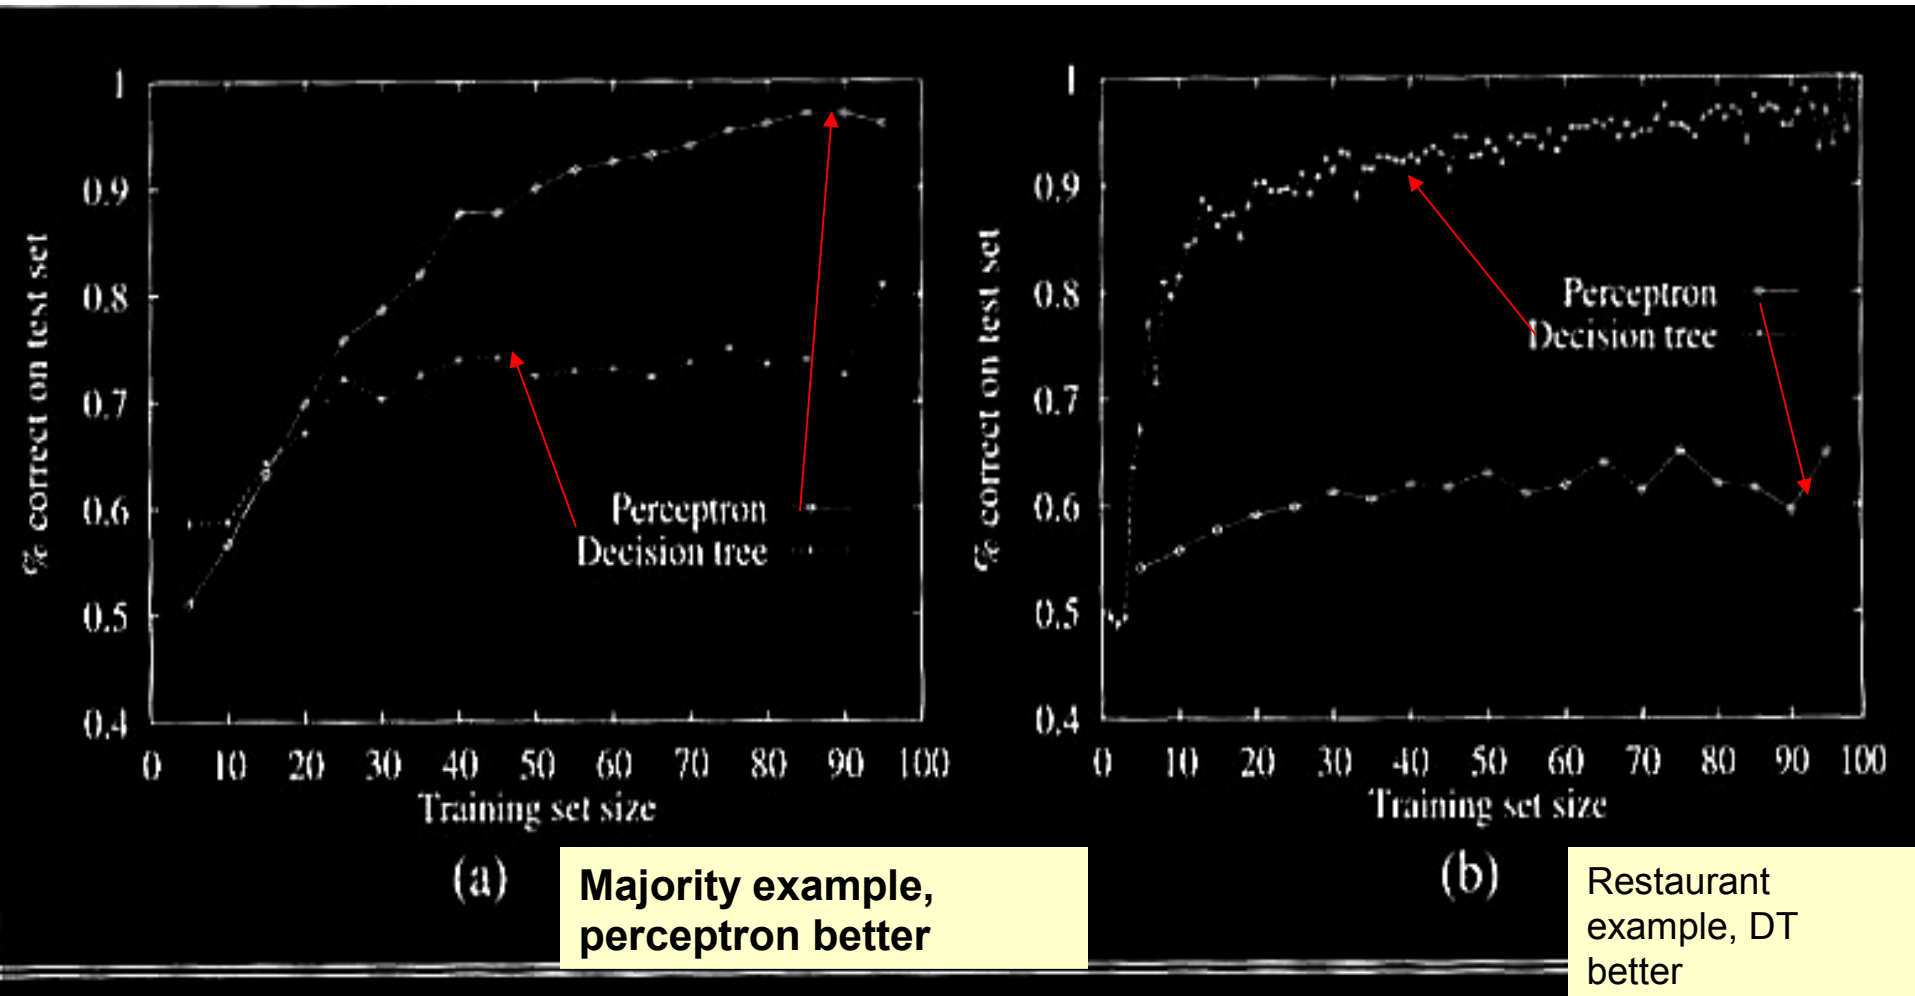 1
0.9
0.8
0.7
0.6
0.5
0.4
% correct on test set
Perceptron
Decision tree
0 10 20 30 40 50 60 70 80 90 100
Training set size
(a)
Majority example,
perceptron better
1
0.9
0.8
0.7
0.6
0.5
0.4
% correct on test set
Perceptron
Decision tree
0 10 20 30 40 50 60 70 80 90 100
Training set size
(b)
Restaurant
example, DT
better